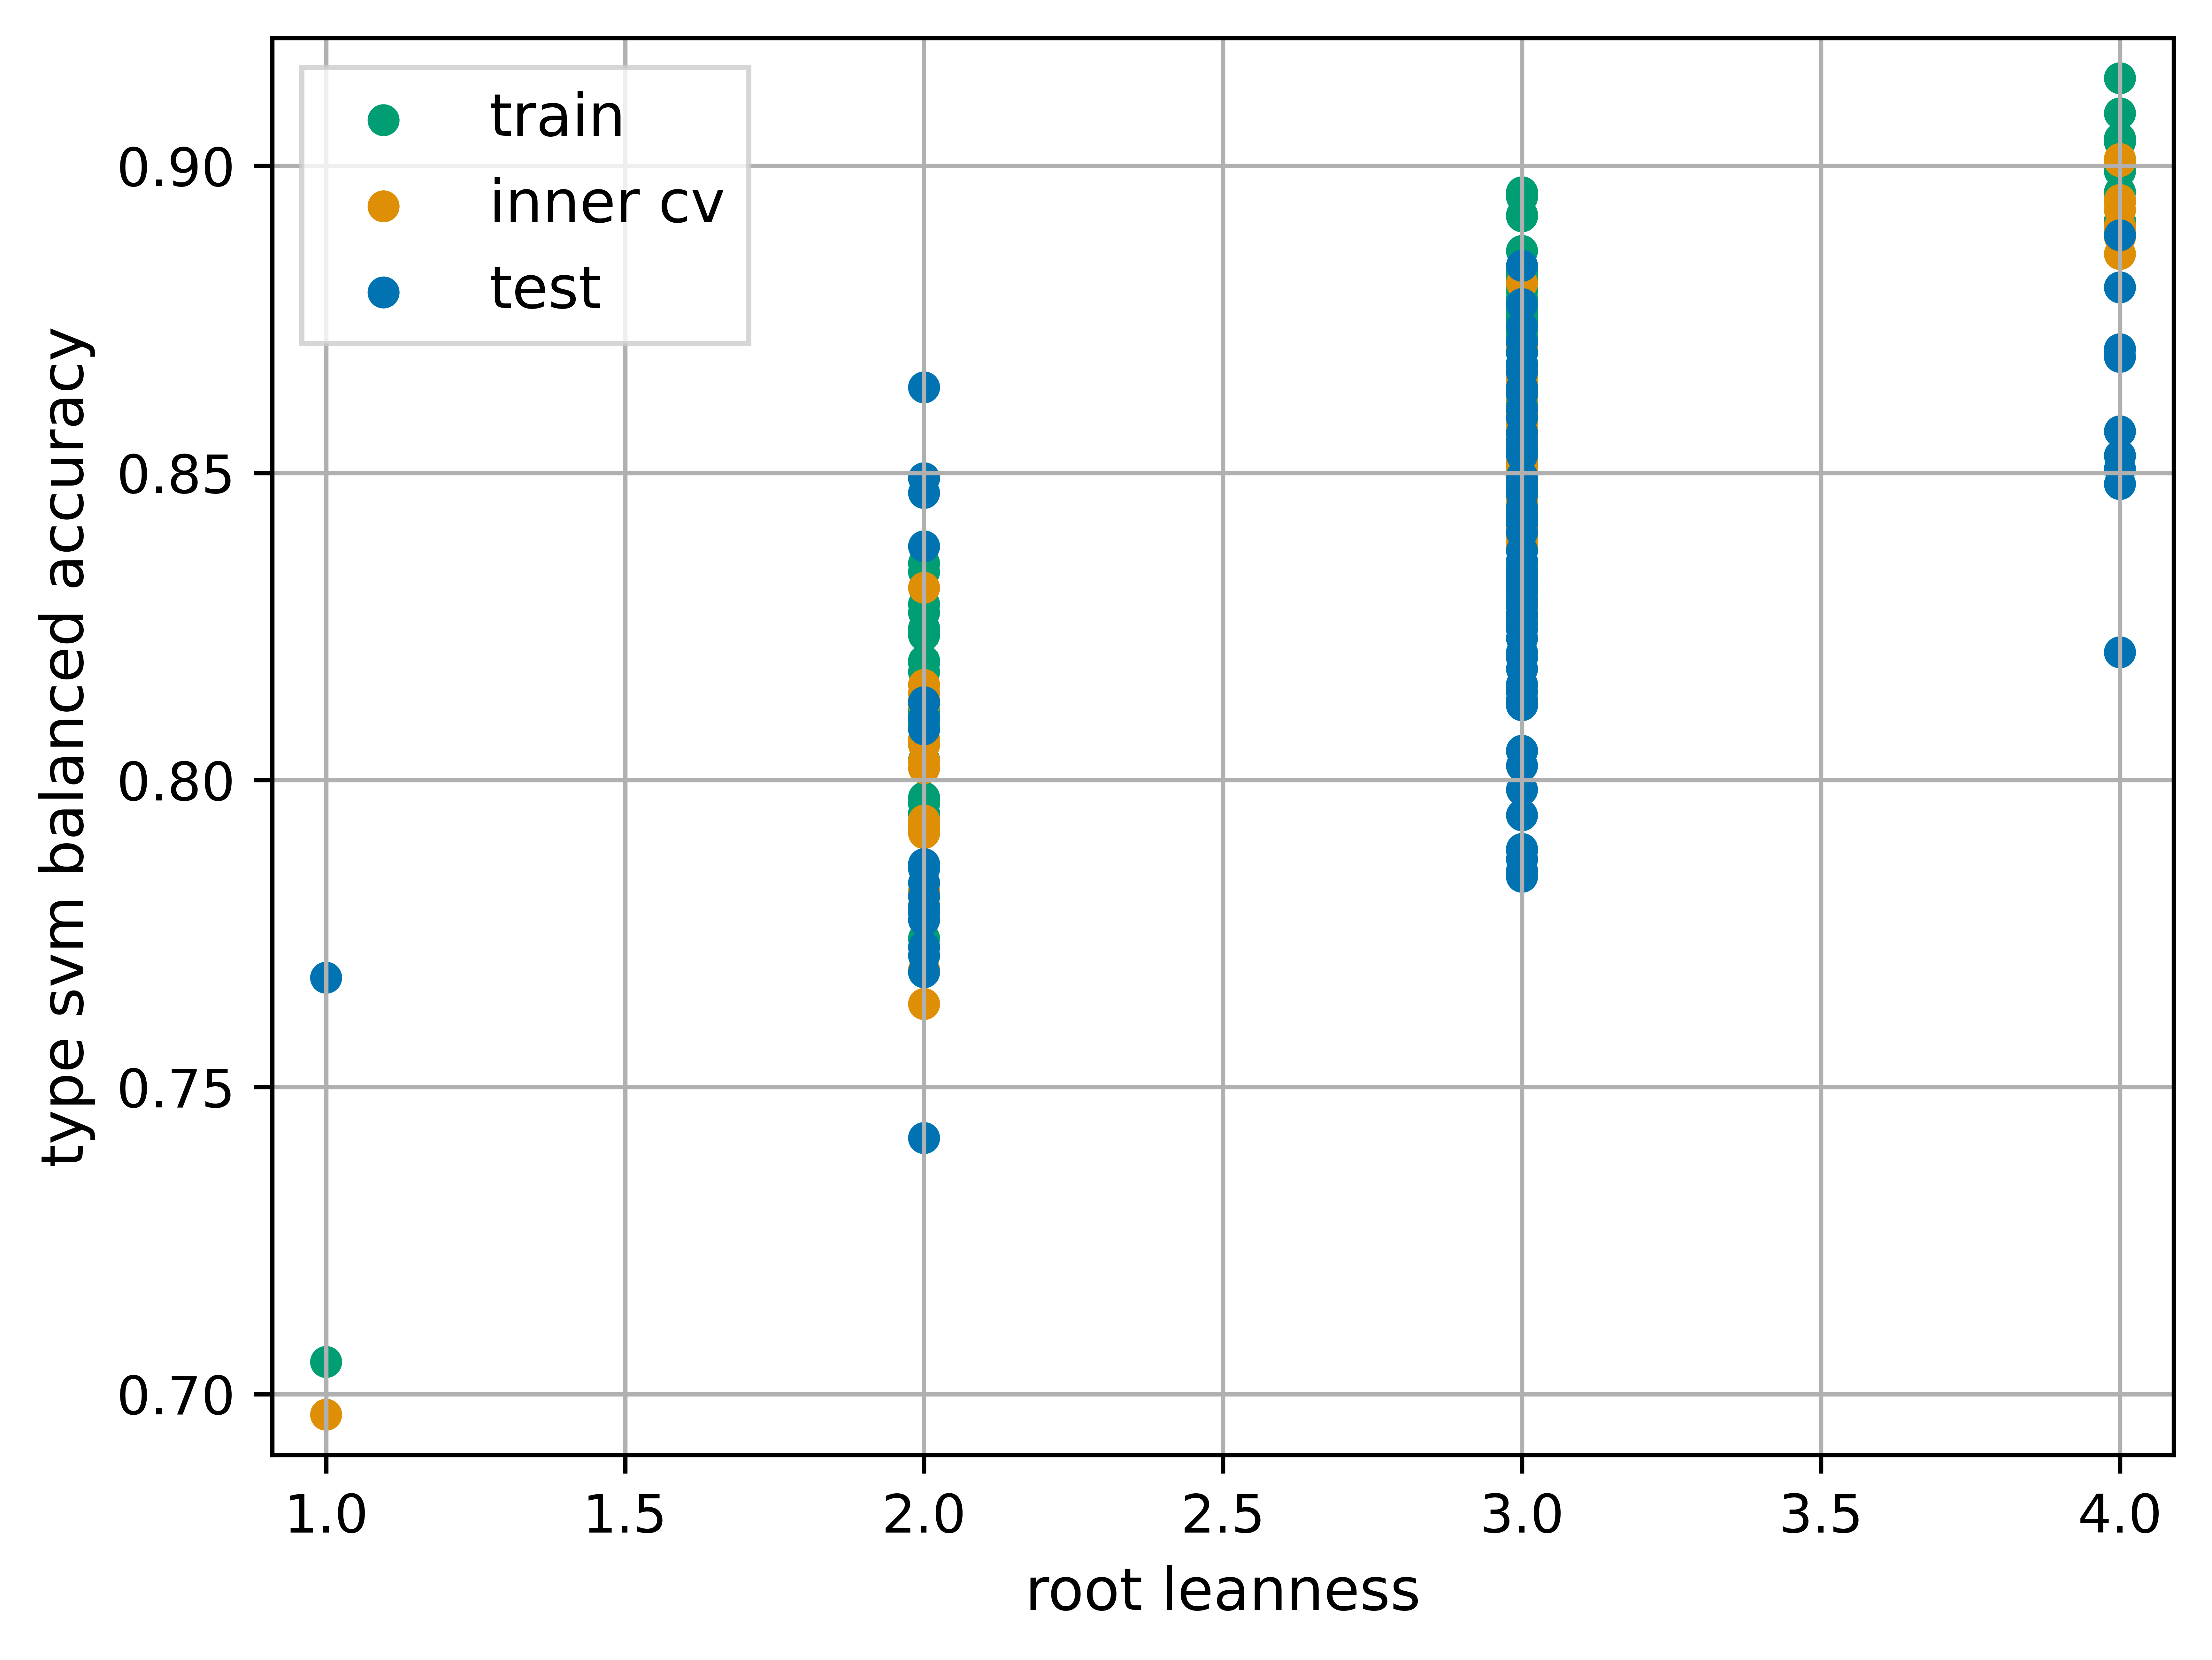 train
inner cv
test
0.90
0.85
0.80
0.75
0.70
type svm balanced accuracy
1.0 1.5 2.0 2.5 3.0 3.5 4.0
root leanness